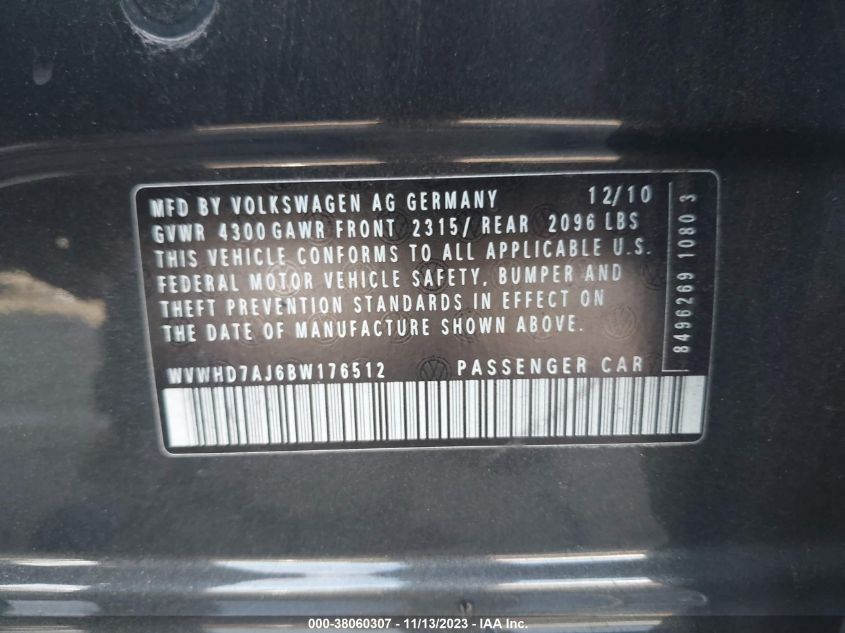 MFD BY VOLKSWAGEN AG GERMANY 12/10
GVWR 4300 GAWR FRONT 2315/ REAR 2096 LBS
THIS VEHICLE CONFORMS TO ALL APPLICABLE U.S.
FEDERAL MOTOR VEHICLE SAFETY, BUMPER AND
THEFT PREVENTION STANDARDS IN EFFECT ON
THE DATE OF MANUFACTURE SHOWN ABOVE.
WVWHD7AJ6BW176512 PASSENGER CAR
8496269 1080 3
000-38060307 - 11/13/2023 - IAA Inc.